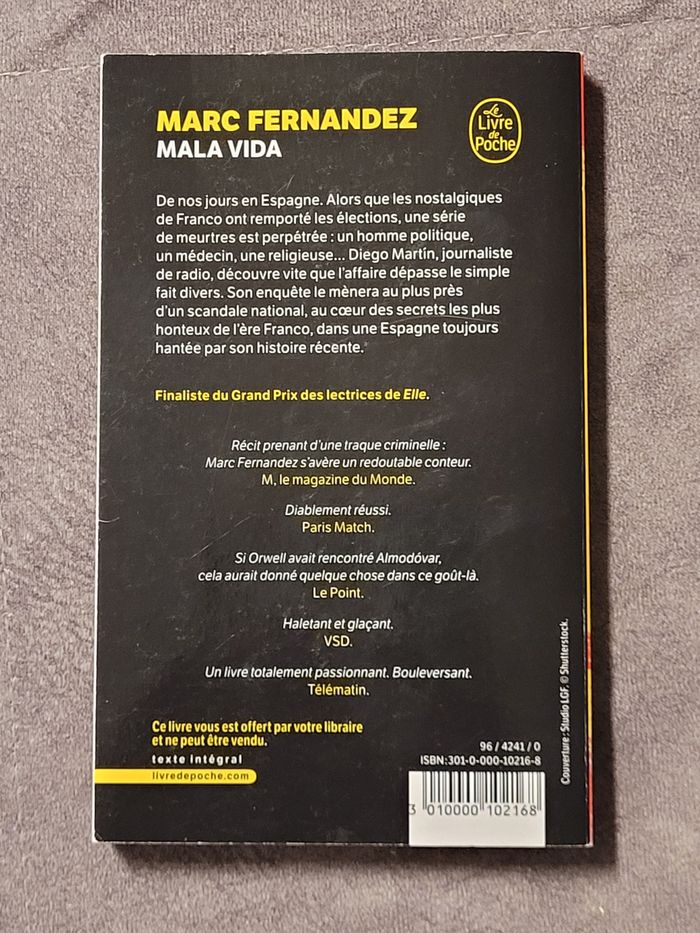 MARC FERNANDEZ
MALA VIDA
Le
Livre
de
Poche
De nos jours en Espagne. Alors que les nostalgiques
de Franco ont remporté les élections, une série
de meurtres est perpétrée : un homme politique,
un médecin, une religieuse... Diego Martín, journaliste
de radio, découvre vite que l'affaire dépasse le simple
fait divers. Son enquête le mènera au plus près
d'un scandale national, au cœur des secrets les plus
honteux de l'ère Franco, dans une Espagne toujours
hantée par son histoire récente.
Finaliste du Grand Prix des lectrices de Elle.
Récit prenant d'une traque criminelle :
Marc Fernandez s'avère un redoutable conteur.
M, le magazine du Monde.
Diablement réussi.
Paris Match.
Si Orwell avait rencontré Almodóvar,
cela aurait donné quelque chose dans ce goût-là.
Le Point.
Haletant et glaçant.
VSD.
Un livre totalement passionnant. Bouleversant.
Télématin.
Ce livre vous est offert par votre libraire
et ne peut être vendu.
texte intégral
livredepoche.com
96 / 4241 / 0
ISBN : 301-0-000-10216-8
3 010000 102168
Couverture : Studio LGF. © Shutterstock.